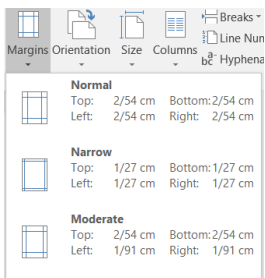 Breaks
Line Num
Margins Orientation Size Columns
bc Hyphena
Normal
Top: 2/54 cm Bottom: 2/54 cm
Left: 2/54 cm Right: 2/54 cm
Narrow
Top: 1/27 cm Bottom: 1/27 cm
Left: 1/27 cm Right: 1/27 cm
Moderate
Top: 2/54 cm Bottom: 2/54 cm
Left: 1/91 cm Right: 1/91 cm